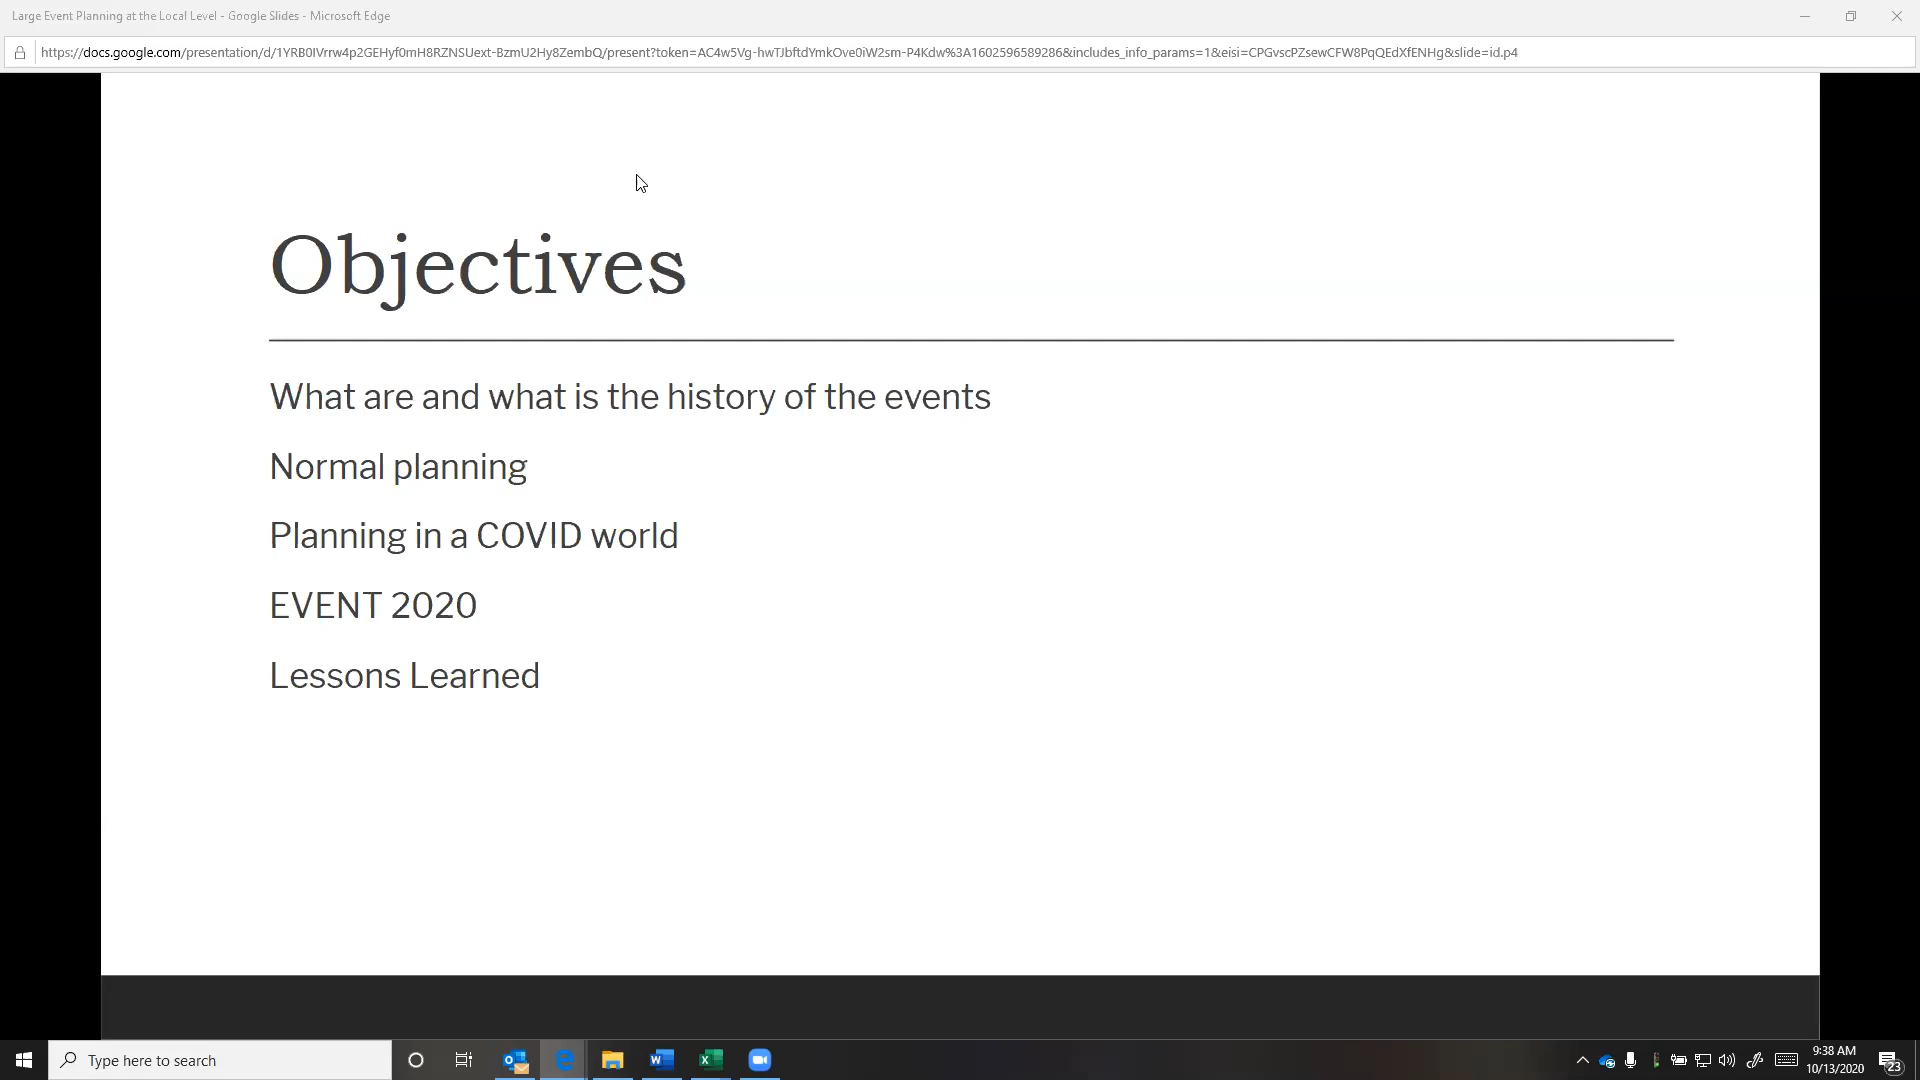 Large Event Planning at the Local Level - Google Slides - Microsoft Edge
https://docs.google.com/presentation/d/1YRB0IVrrw4p2GEHyf0mH8RZNSUext-BzmU2Hy8ZembQ/present?token=AC4w5Vg-hwTJbftdYmkOve0iW2sm-P4Kdw%3A1602596589286&includes_info_params=1&eisi=CPGvscPZsewCFW8PqQEdXfENHg&slide=id.p4
Objectives
What are and what is the history of the events
Normal planning
Planning in a COVID world
EVENT 2020
Lessons Learned
Type here to search
9:38 AM
10/13/2020
23